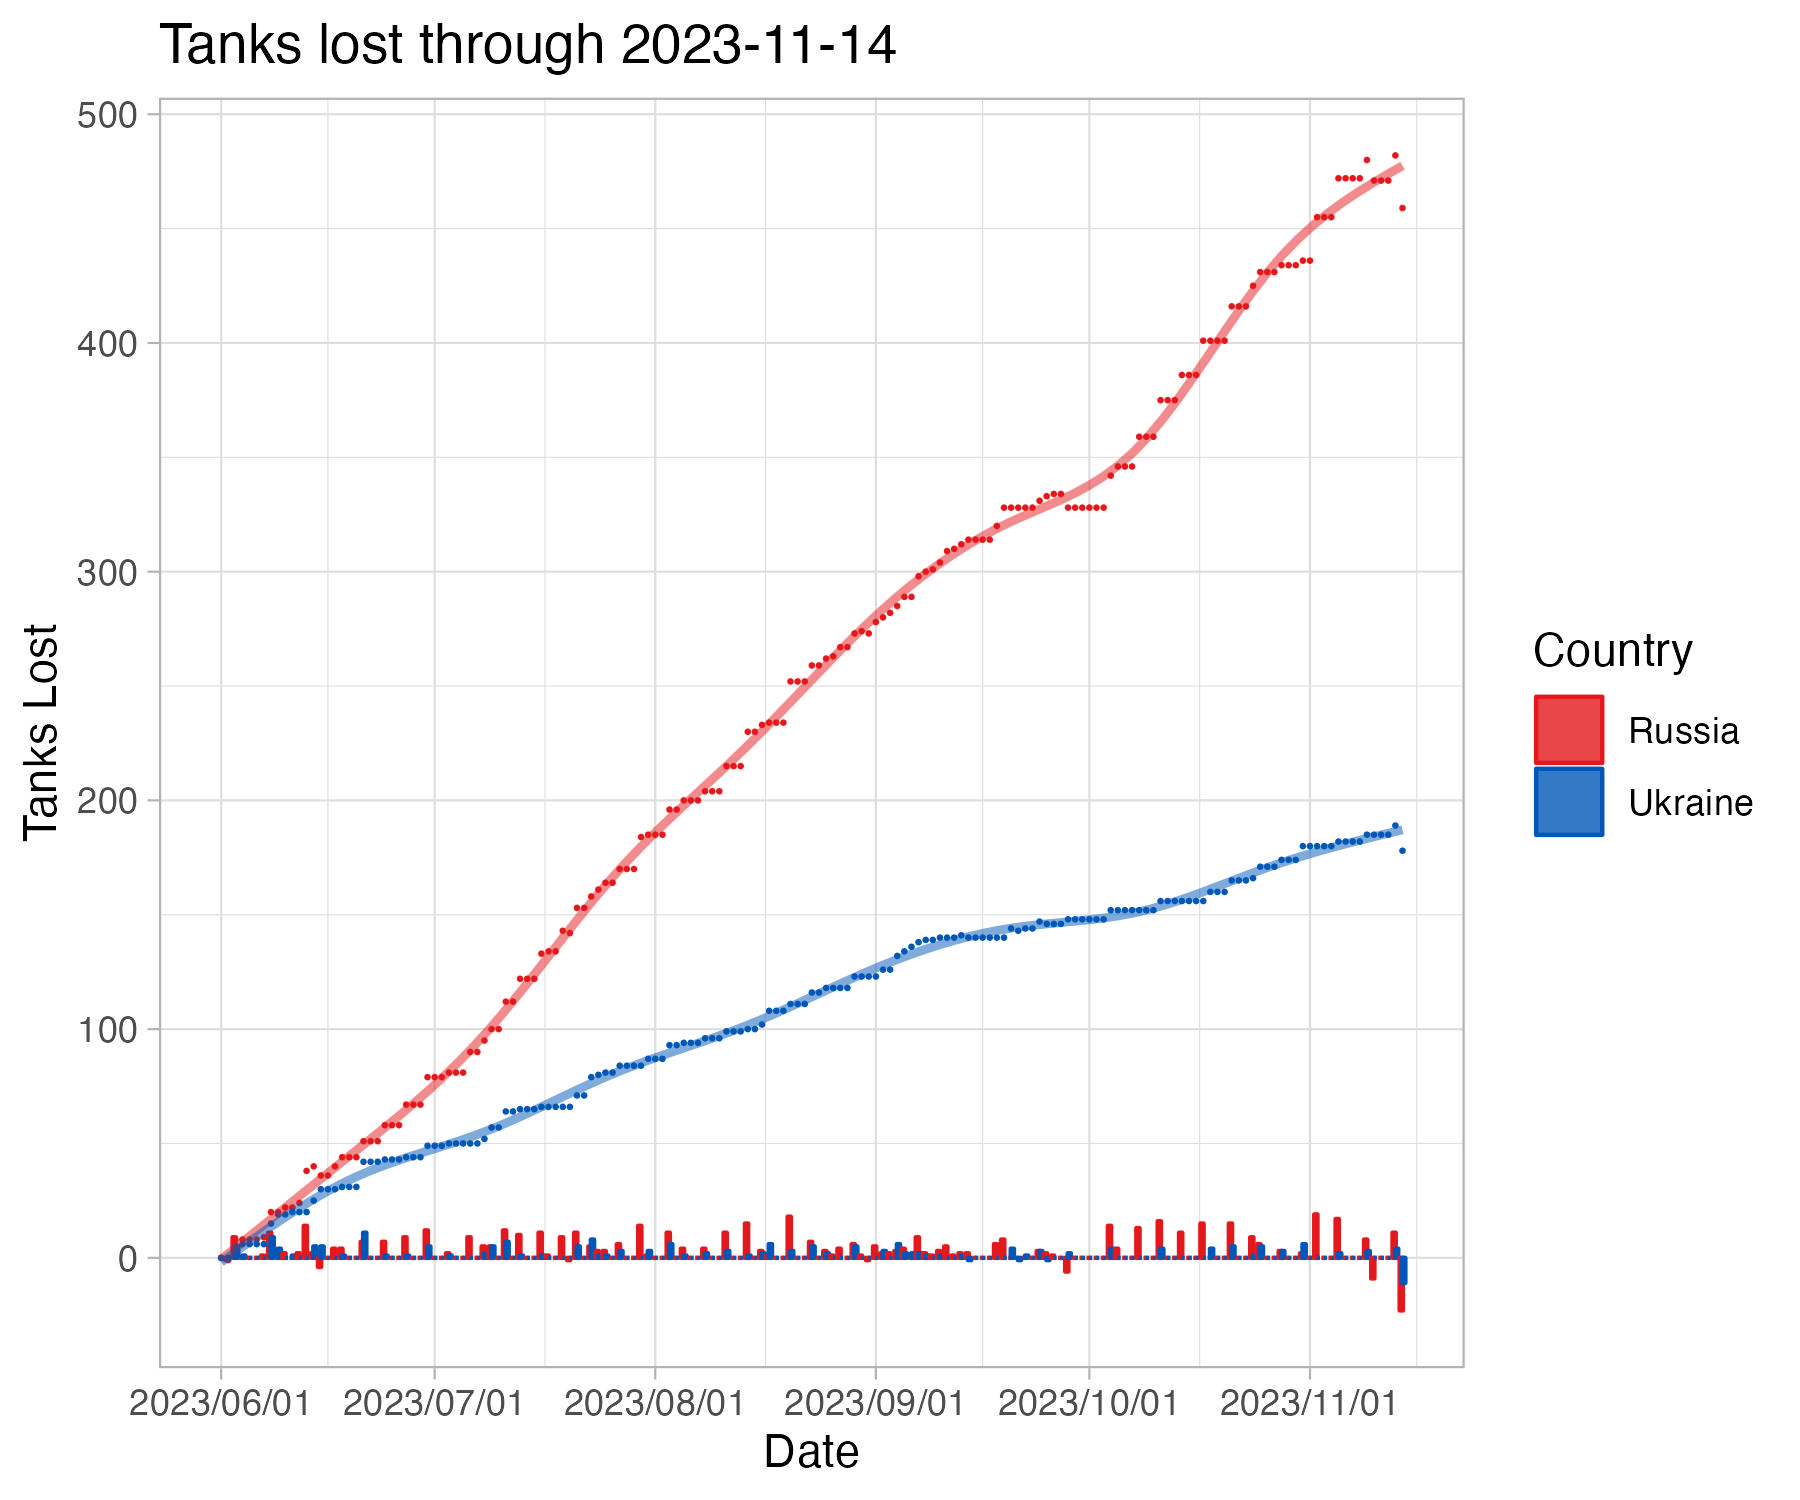 Tanks lost through 2023-11-14
500
400
300
200
100
0
Tanks Lost
2023/06/01 2023/07/01 2023/08/01 2023/09/01 2023/10/01 2023/11/01
Date
Country
Russia
Ukraine